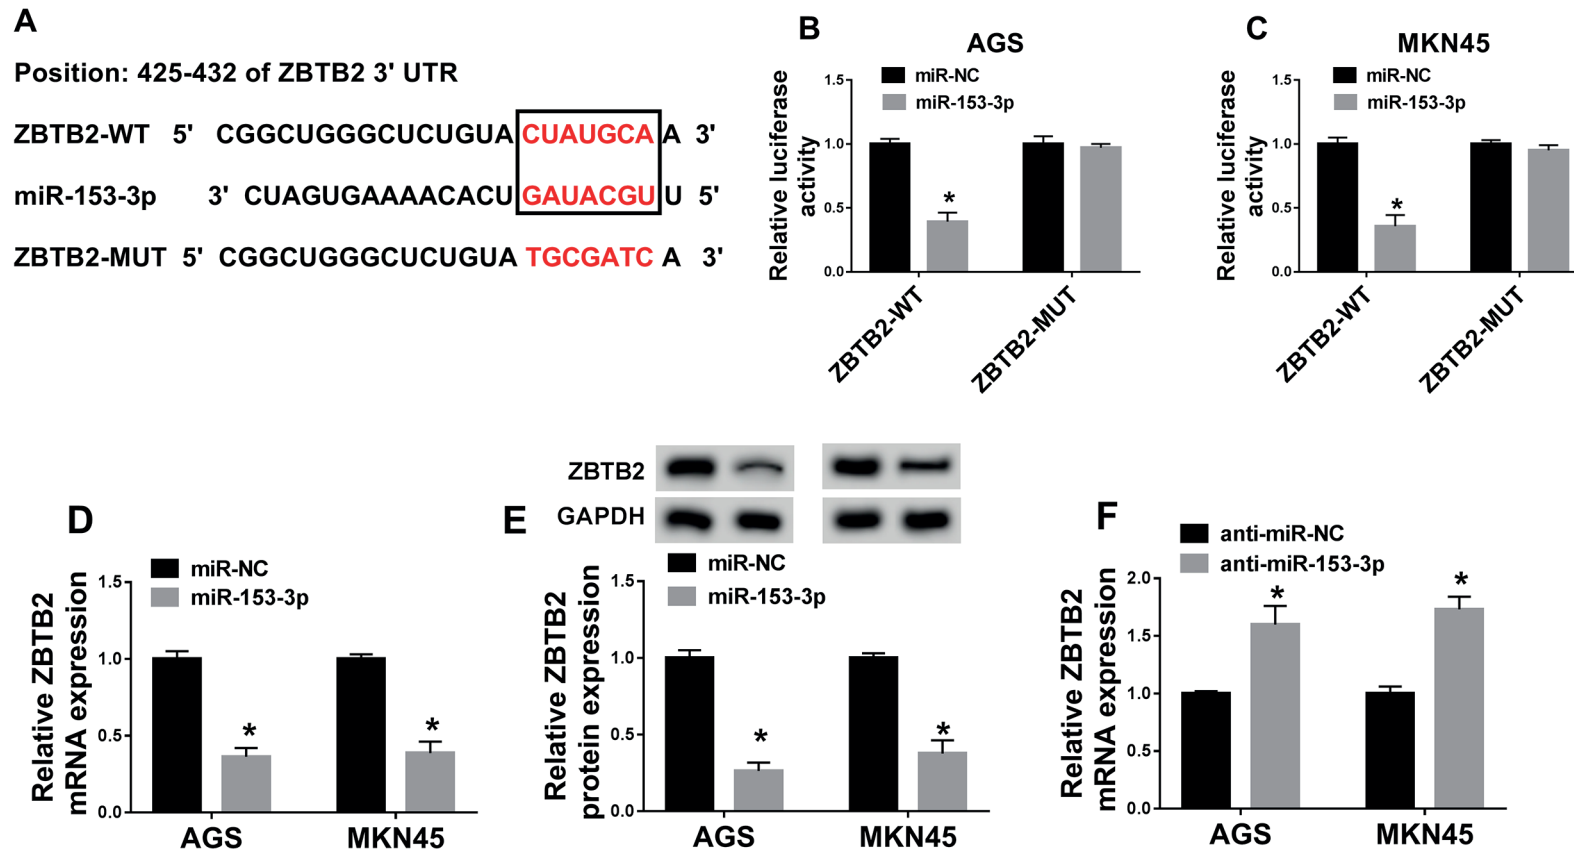 A
Position: 425-432 of ZBTB2 3' UTR
ZBTB2-WT 5' CGGCUGGGCUCUGUA CUAUGCA A 3'
miR-153-3p 3' CUAGUGAAAACACU GAUACGU U 5'
ZBTB2-MUT 5' CGGCUGGGCUCUGUA TGCGATC A 3'
B
AGS
miR-NC
miR-153-3p
Relative luciferase
activity
1.5
1.0
0.5
0.0
*
ZBTB2-WT
ZBTB2-MUT
C
MKN45
miR-NC
miR-153-3p
Relative luciferase
activity
1.5
1.0
0.5
0.0
*
ZBTB2-WT
ZBTB2-MUT
D
miR-NC
miR-153-3p
Relative ZBTB2
mRNA expression
1.5
1.0
0.5
0.0
*
*
AGS
MKN45
E
ZBTB2
GAPDH
miR-NC
miR-153-3p
Relative ZBTB2
protein expression
1.5
1.0
0.5
0.0
*
*
AGS
MKN45
F
anti-miR-NC
anti-miR-153-3p
Relative ZBTB2
mRNA expression
2.0
1.5
1.0
0.5
0.0
*
*
AGS
MKN45